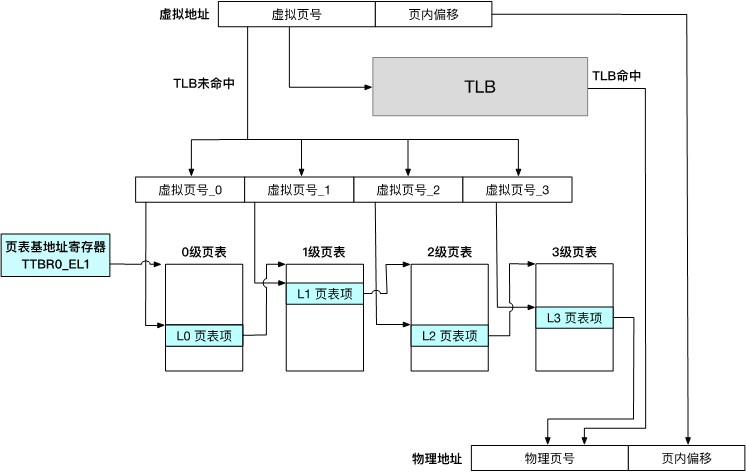 虚拟地址
虚拟页号
页内偏移
TLB未命中
TLB
TLB命中
虚拟页号_0
虚拟页号_1
虚拟页号_2
虚拟页号_3
页表基地址寄存器
TTBR0_EL1
0级页表
1级页表
2级页表
3级页表
L0 页表项
L1 页表项
L2 页表项
L3 页表项
物理地址
物理页号
页内偏移